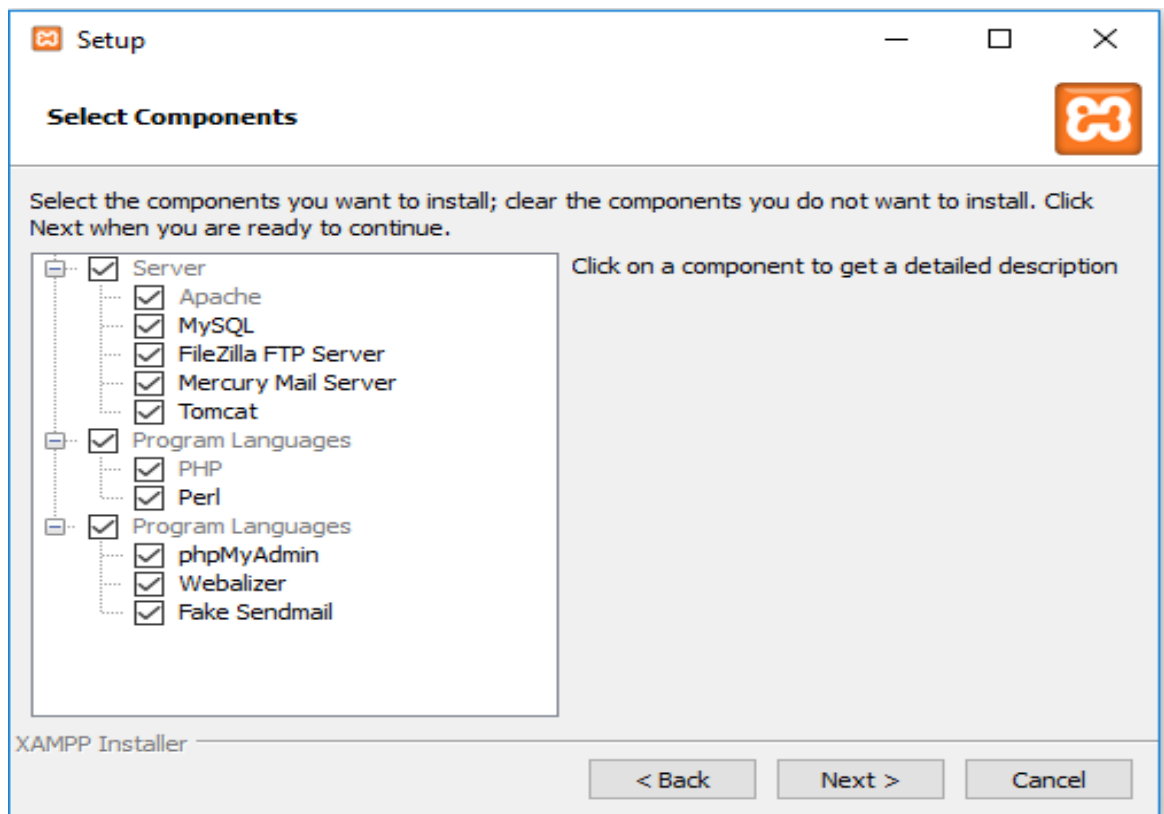 Setup
Select Components
Select the components you want to install; clear the components you do not want to install. Click
Next when you are ready to continue.
Server
Apache
MySQL
FileZilla FTP Server
Mercury Mail Server
Tomcat
Program Languages
PHP
Perl
Program Languages
phpMyAdmin
Webalizer
Fake Sendmail
Click on a component to get a detailed description
XAMPP Installer
< Back
Next >
Cancel